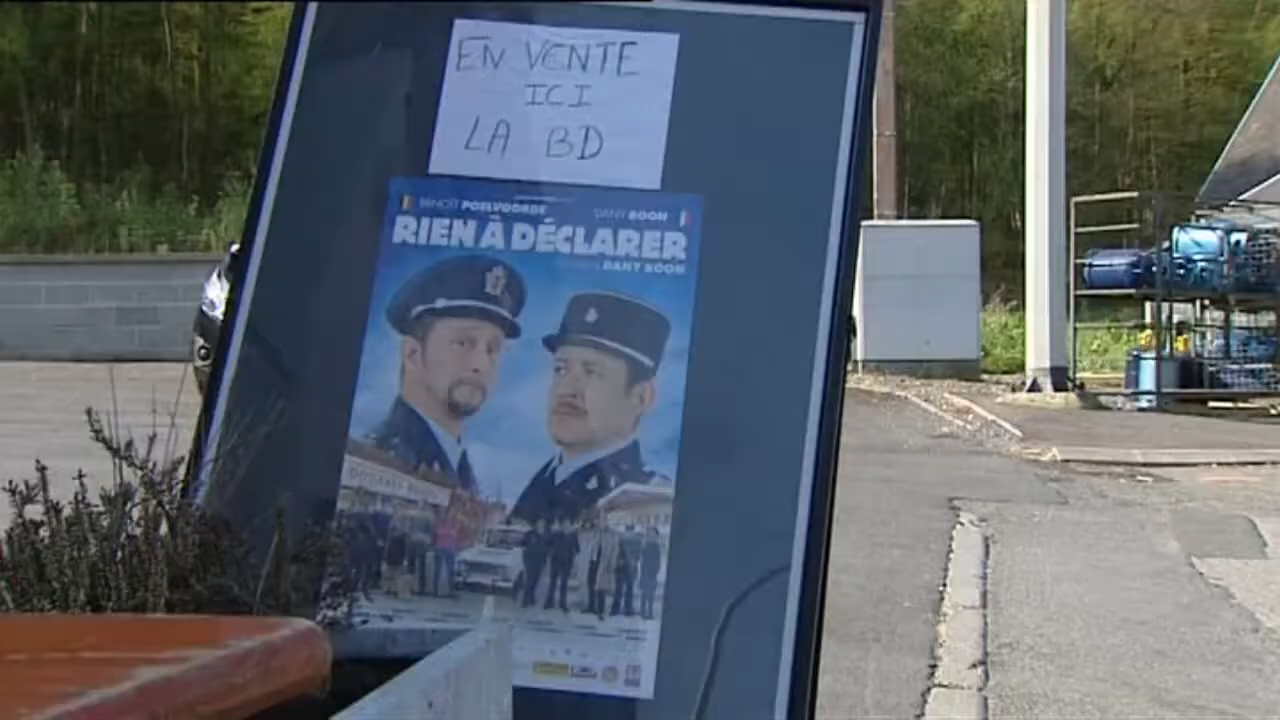 EN VENTE
ICI
LA BD
BENOÎT POELVOORDE DANY BOON
RIEN À DÉCLARER
DANY BOON